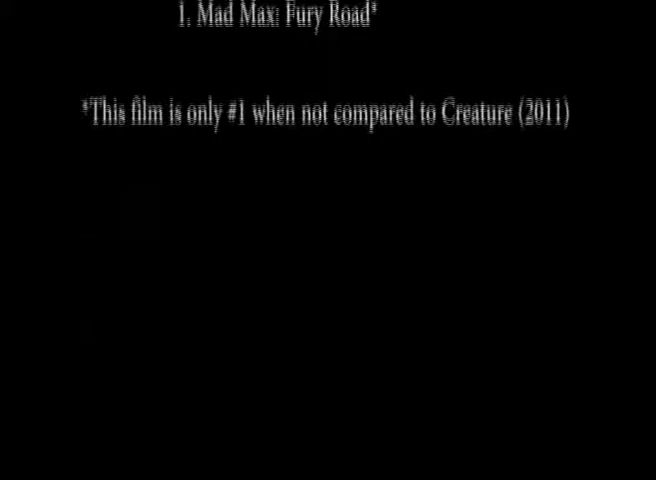 1. Mad Max: Fury Road*
*This film is only #1 when not compared to Creature (2011)